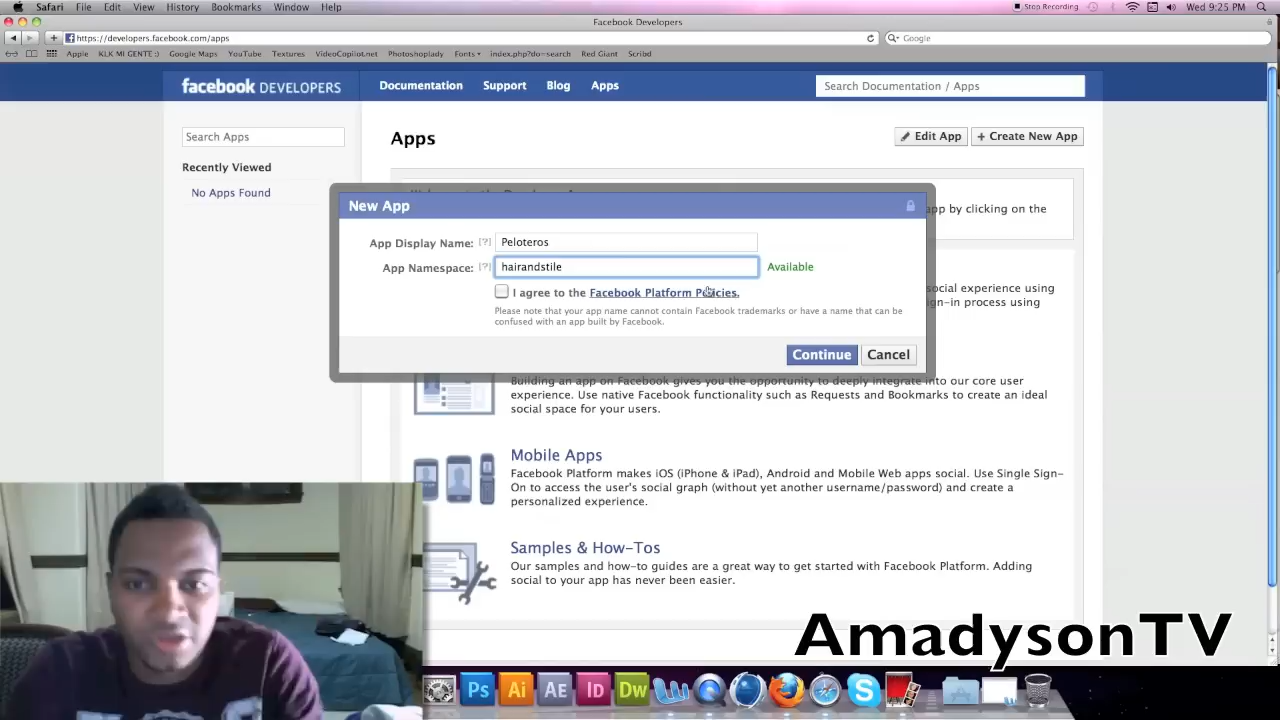 Safari File Edit View History Bookmarks Window Help
Stop Recording Wed 9:25 PM
Facebook Developers
https://developers.facebook.com/apps
Google
Apple KLK MI GENTE :) Google Maps YouTube Textures VideoCopilot.net Photoshoplady Fonts index.php?do=search Red Giant Scribd
facebook DEVELOPERS
Documentation Support Blog Apps
Search Documentation / Apps
Search Apps
Apps
Edit App
+ Create New App
Recently Viewed
No Apps Found
app by clicking on the
New App
App Display Name: [?] Peloteros
App Namespace: [?] hairandstile Available
I agree to the Facebook Platform Policies.
Please note that your app name cannot contain Facebook trademarks or have a name that can be
confused with an app built by Facebook.
Continue Cancel
social experience using
sign-in process using
Building an app on Facebook gives you the opportunity to deeply integrate into our core user
experience. Use native Facebook functionality such as Requests and Bookmarks to create an ideal
social space for your users.
Mobile Apps
Facebook Platform makes iOS (iPhone & iPad), Android and Mobile Web apps social. Use Single Sign-
On to access the user's social graph (without yet another username/password) and create a
personalized experience.
Samples & How-Tos
Our samples and how-to guides are a great way to get started with Facebook Platform. Adding
social to your app has never been easier.
AmadysonTV
Ps Ai AE Id Dw